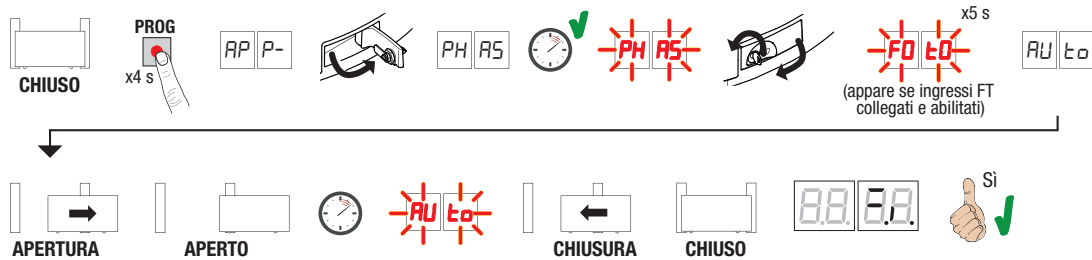 CHIUSO
PROG
x4 s
AP P-
PH AS
PH AS
FO tO
x5 s
(appare se ingressi FT
collegati e abilitati)
AU to
APERTURA
APERTO
AU to
CHIUSURA
CHIUSO
Sì